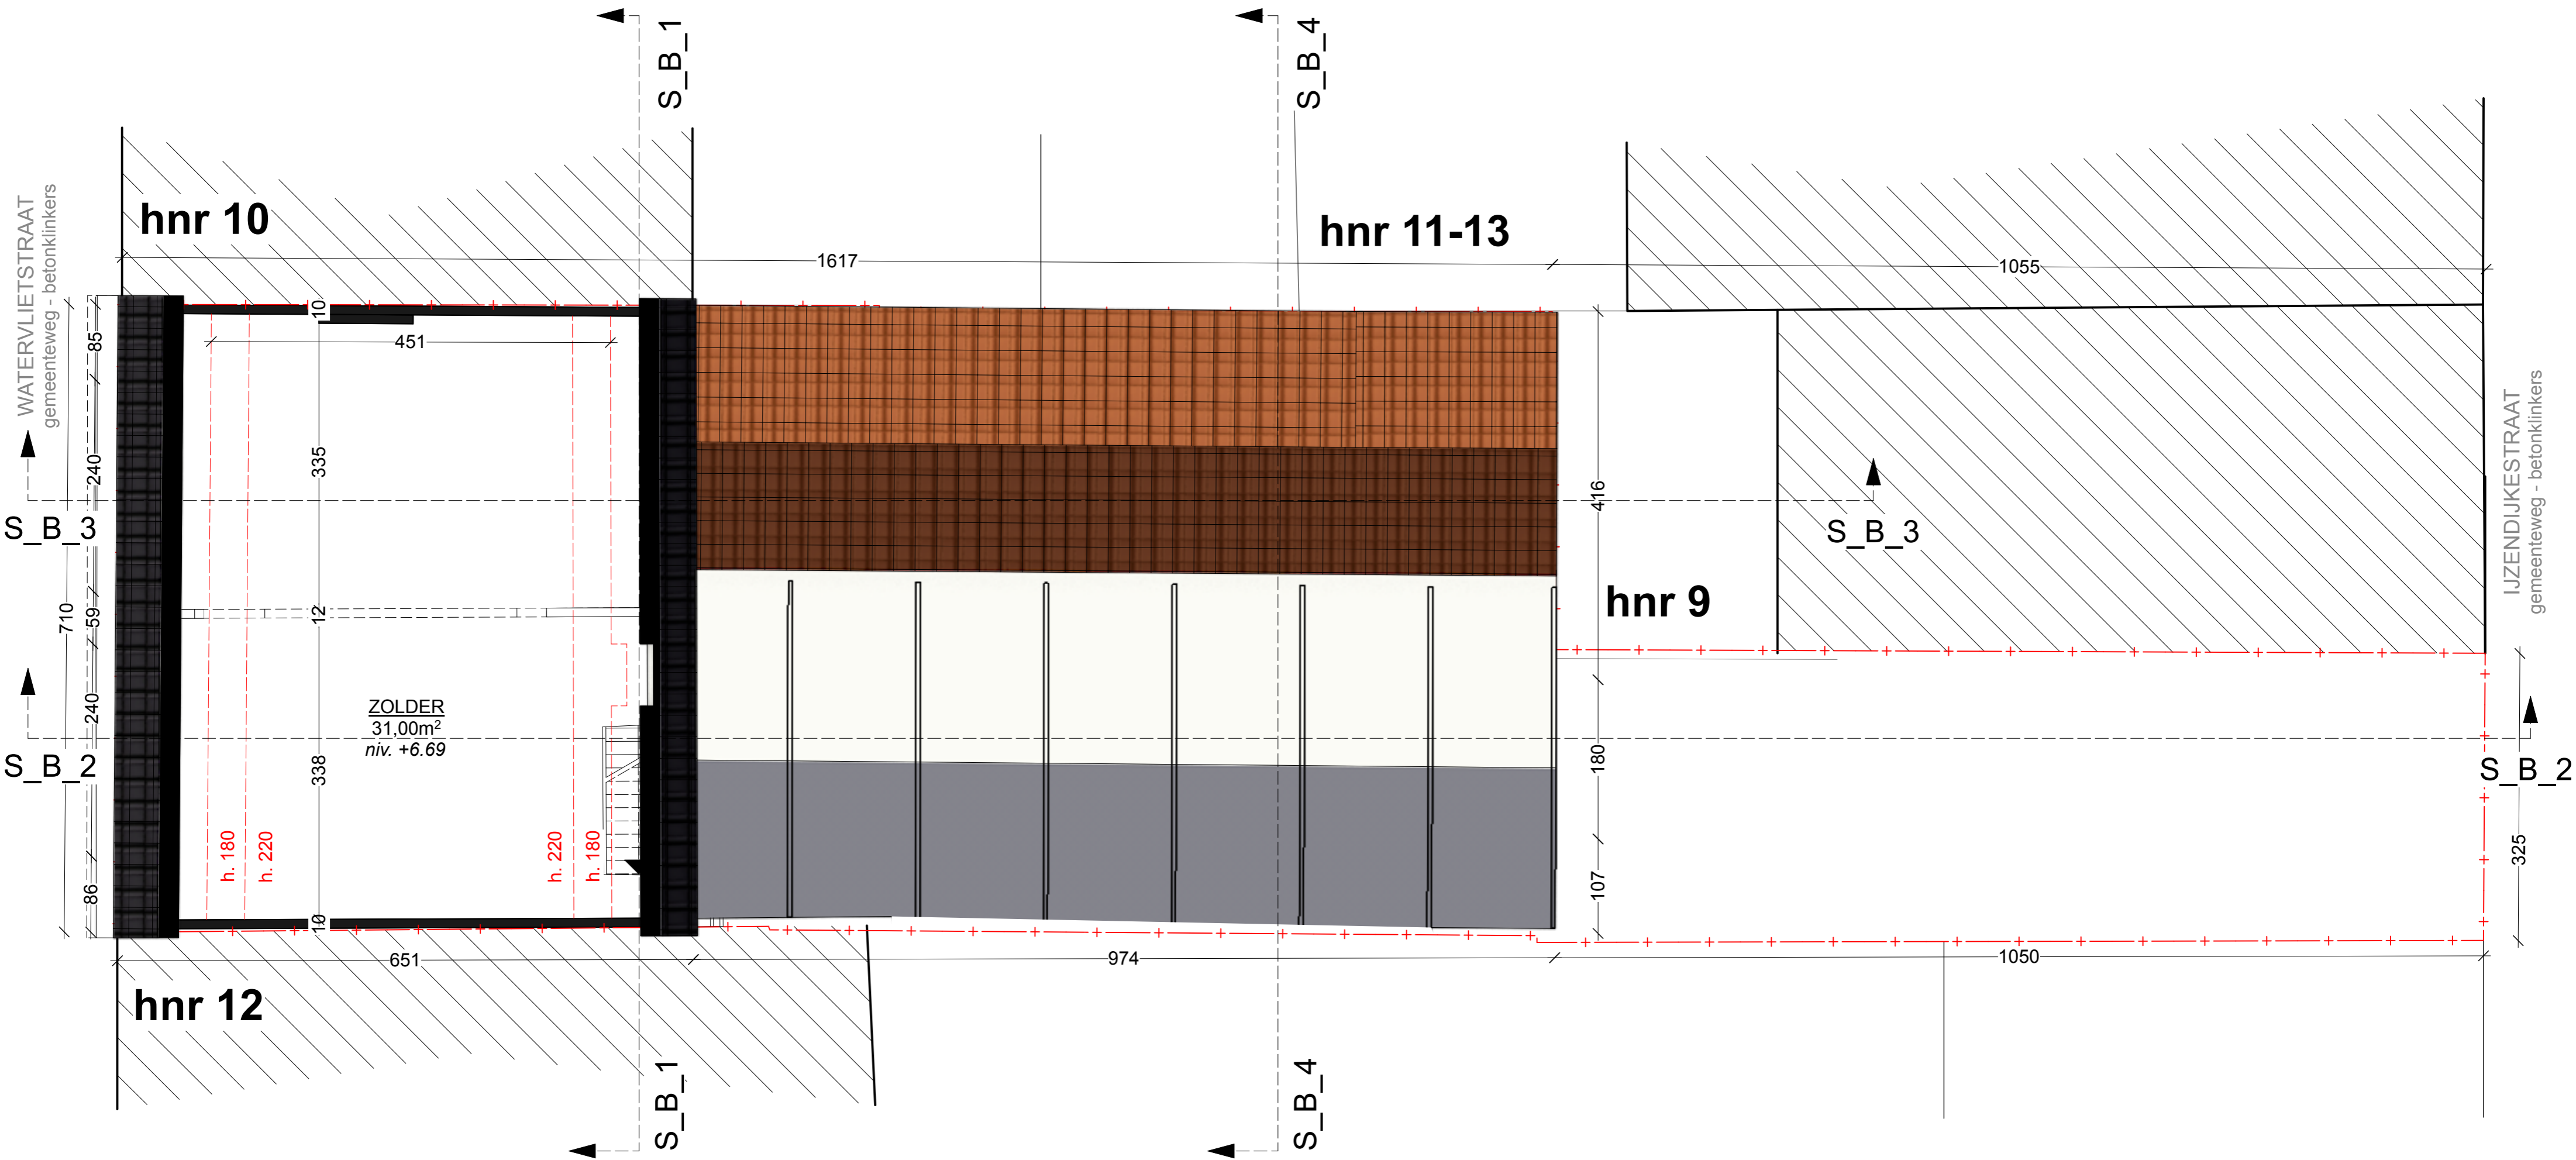 S_B_1
S_B_4
WATERVLIETSTRAAT
gemeenteweg - betonklinkers
hnr 10
hnr 11-13
1617
1055
10
85
451
335
240
416
S_B_3
S_B_3
IJZENDIJKESTRAAT
gemeenteweg - betonklinkers
710
59
12
hnr 9
ZOLDER
31,00m²
niv. +6.69
240
338
180
S_B_2
S_B_2
h. 180
h. 220
h. 220
h. 180
86
10
107
325
651
974
1050
hnr 12
S_B_1
S_B_4